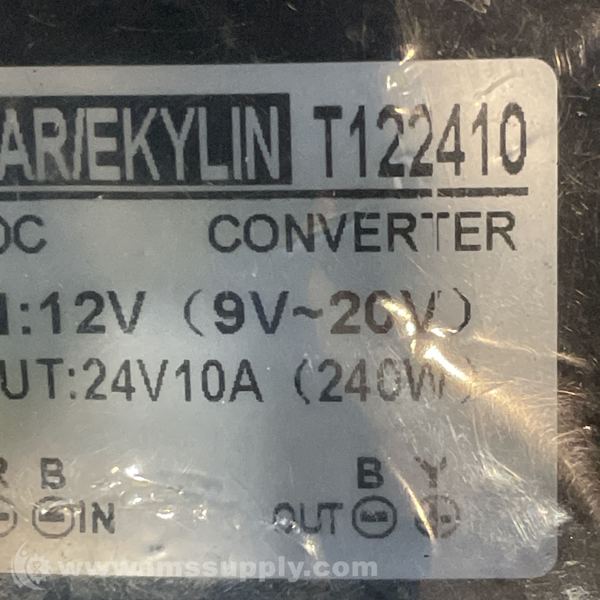 AR/EKYLIN T122410
DC CONVERTER
:12V (9V~20V)
UT:24V10A (240W)
R B B Y
IN OUT
www.imssupply.com